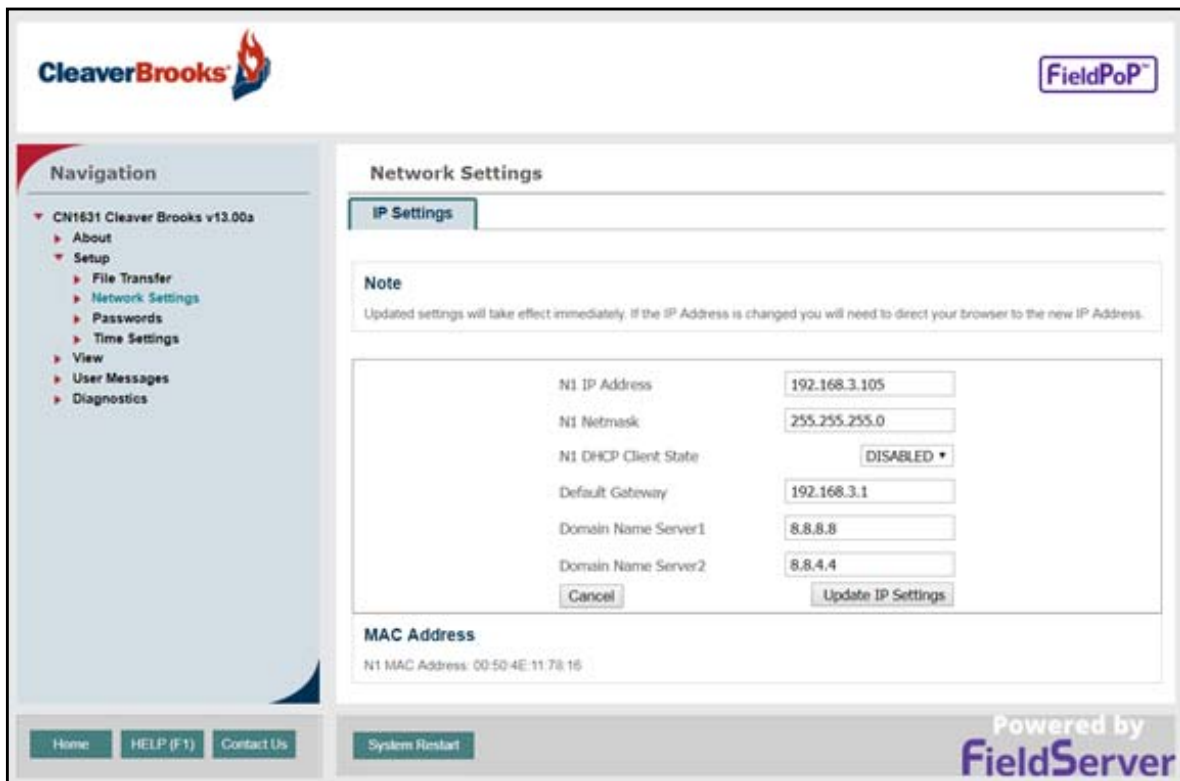 CleaverBrooks
FieldPoP™
Navigation
CN1631 Cleaver Brooks v13.00a
About
Setup
File Transfer
Network Settings
Passwords
Time Settings
View
User Messages
Diagnostics
Network Settings
IP Settings
Note
Updated settings will take effect immediately. If the IP Address is changed you will need to direct your browser to the new IP Address.
N1 IP Address 192.168.3.105
N1 Netmask 255.255.255.0
N1 DHCP Client State DISABLED
Default Gateway 192.168.3.1
Domain Name Server1 8.8.8.8
Domain Name Server2 8.8.4.4
Cancel Update IP Settings
MAC Address
N1 MAC Address: 00:50:4E:11:78:16
Home HELP (F1) Contact Us System Restart
Powered by
FieldServer